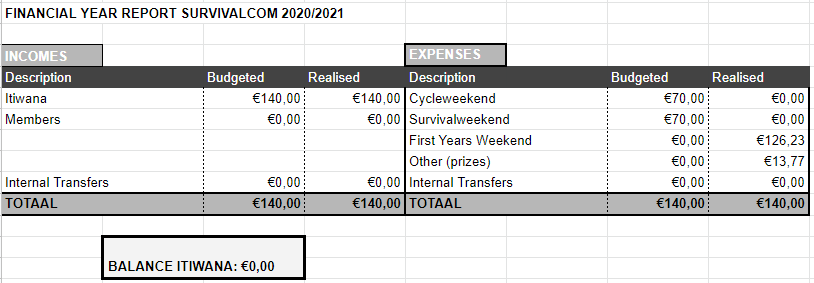 FINANCIAL YEAR REPORT SURVIVALCOM 2020/2021
INCOMES EXPENSES
Description Budgeted Realised Description Budgeted Realised
Itiwana €140,00 €140,00 Cycleweekend €70,00 €0,00
Members €0,00 €0,00 Survivalweekend €70,00 €0,00
First Years Weekend €0,00 €126,23
Other (prizes) €0,00 €13,77
Internal Transfers €0,00 €0,00 Internal Transfers €0,00 €0,00
TOTAAL €140,00 €140,00 TOTAAL €140,00 €140,00
BALANCE ITIWANA: €0,00